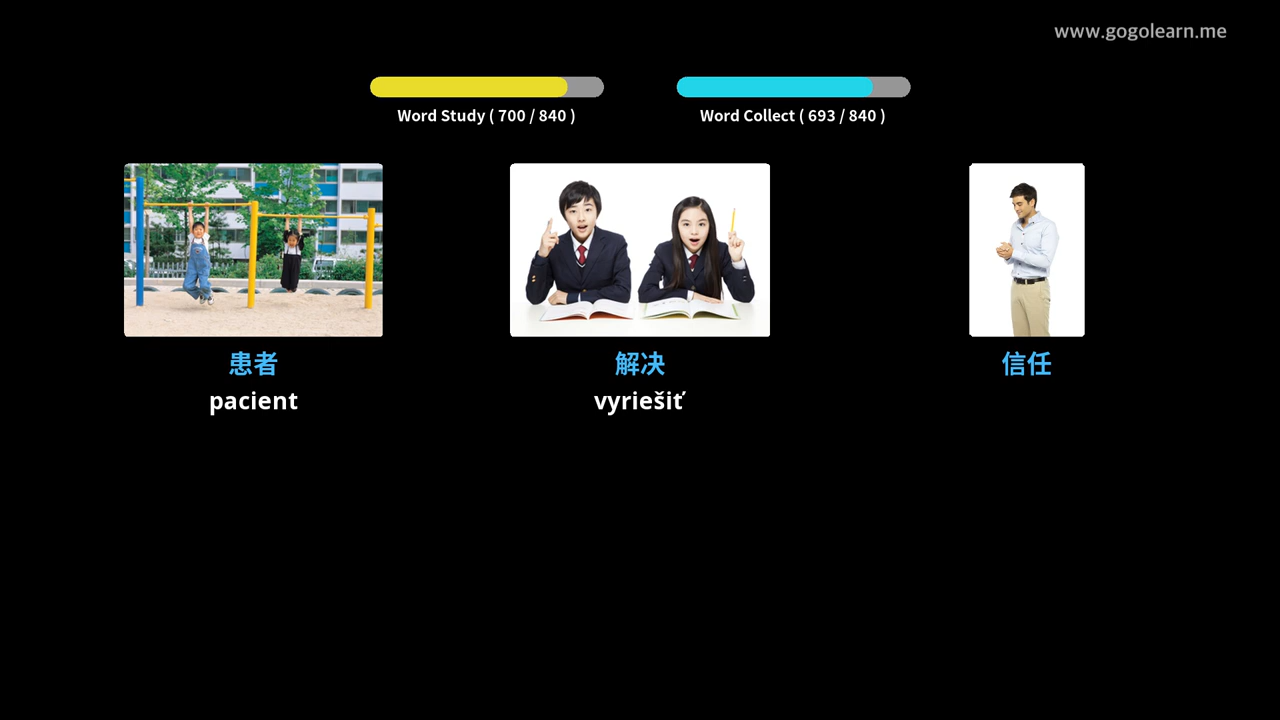 www.gogolearn.me
Word Study ( 700 / 840 )
Word Collect ( 693 / 840 )
患者
pacient
解决
vyriešiť
信任